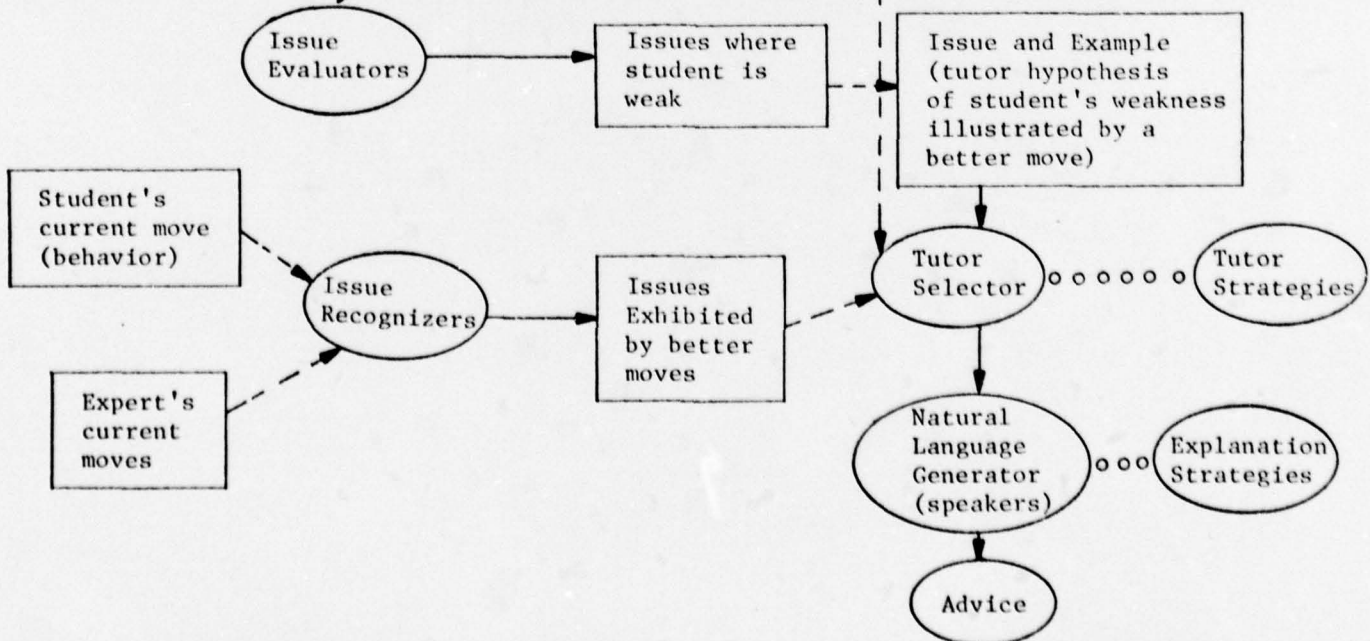 Issue
Evaluators
Issues where
student is
weak
Issue and Example
(tutor hypothesis
of student's weakness
illustrated by a
better move)
Student's
current move
(behavior)
Issue
Recognizers
Issues
Exhibited
by better
moves
Tutor
Selector
Tutor
Strategies
Expert's
current
moves
Natural
Language
Generator
(speakers)
Explanation
Strategies
Advice